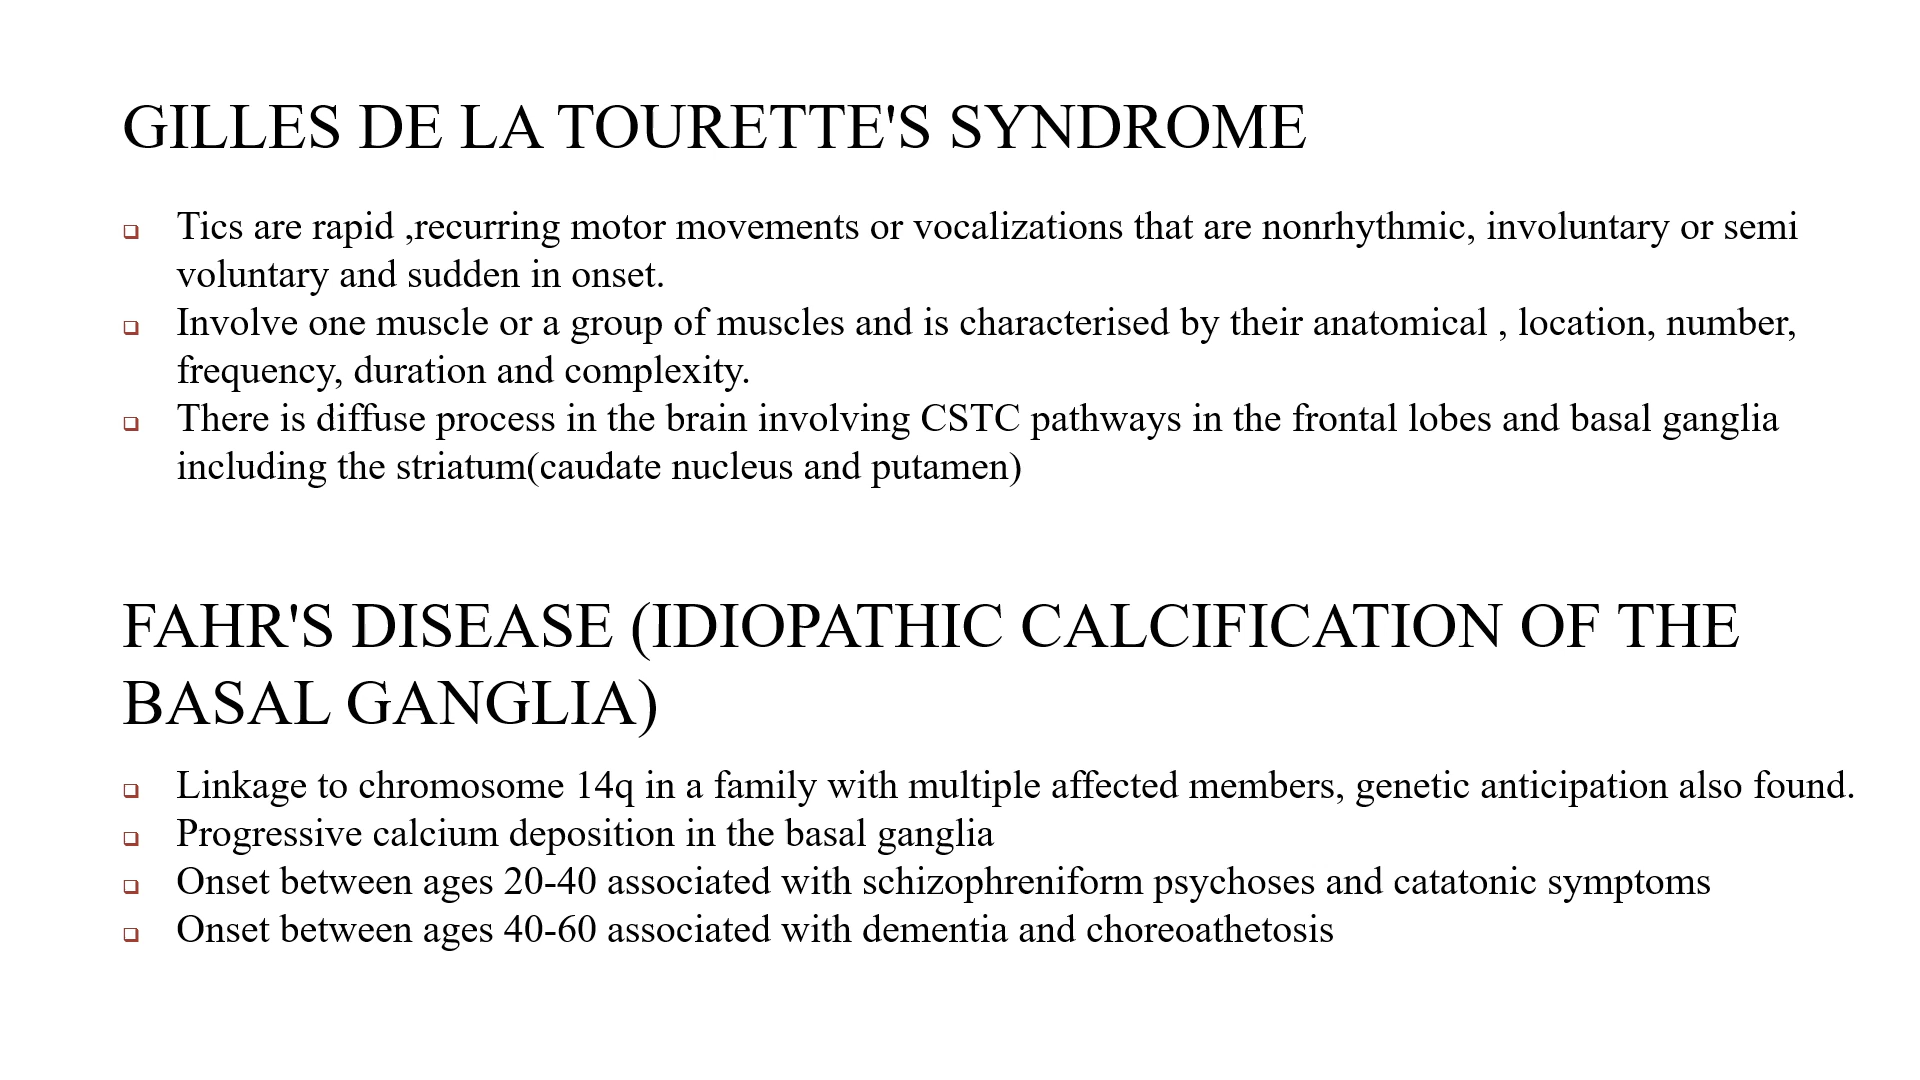 GILLES DE LA TOURETTE'S SYNDROME
Tics are rapid ,recurring motor movements or vocalizations that are nonrhythmic, involuntary or semi
voluntary and sudden in onset.
Involve one muscle or a group of muscles and is characterised by their anatomical , location, number,
frequency, duration and complexity.
There is diffuse process in the brain involving CSTC pathways in the frontal lobes and basal ganglia
including the striatum(caudate nucleus and putamen)
FAHR'S DISEASE (IDIOPATHIC CALCIFICATION OF THE
BASAL GANGLIA)
Linkage to chromosome 14q in a family with multiple affected members, genetic anticipation also found.
Progressive calcium deposition in the basal ganglia
Onset between ages 20-40 associated with schizophreniform psychoses and catatonic symptoms
Onset between ages 40-60 associated with dementia and choreoathetosis